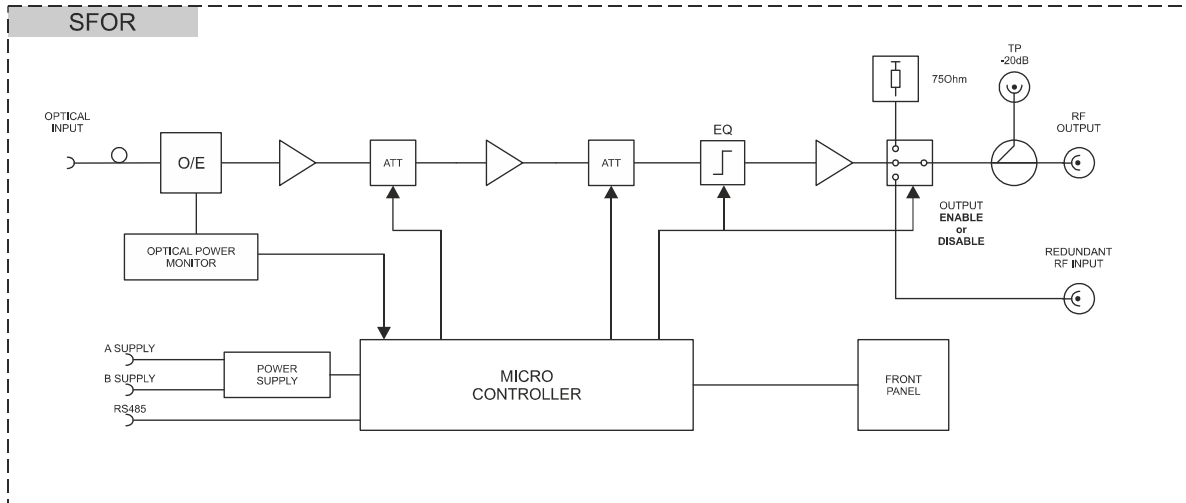 SFOR
OPTICAL
INPUT
O/E
ATT
ATT
EQ
75Ohm
TP
-20dB
RF
OUTPUT
OUTPUT
ENABLE
or
DISABLE
REDUNDANT
RF INPUT
OPTICAL POWER
MONITOR
A SUPPLY
B SUPPLY
RS485
POWER
SUPPLY
MICRO
CONTROLLER
FRONT
PANEL